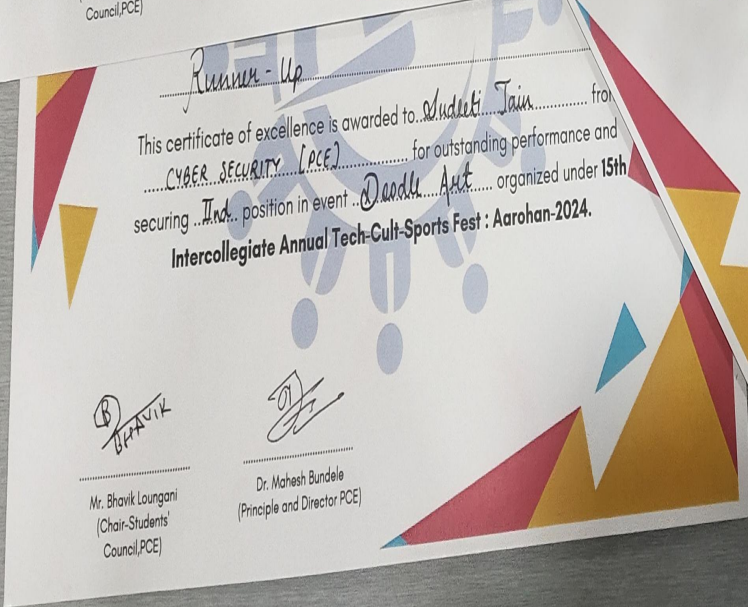 Council,PCE)
Runner-Up
This certificate of excellence is awarded to..Sudeeti Jain............ from
......CYBER SECURITY [PCE]................ for outstanding performance and
securing ..IInd.. position in event ..Doodle Art..... organized under 15th
Intercollegiate Annual Tech-Cult-Sports Fest : Aarohan-2024.
B BHAVIK
Mr. Bhavik Loungani
(Chair-Students'
Council,PCE)
Dr. Mahesh Bundele
(Principle and Director PCE)